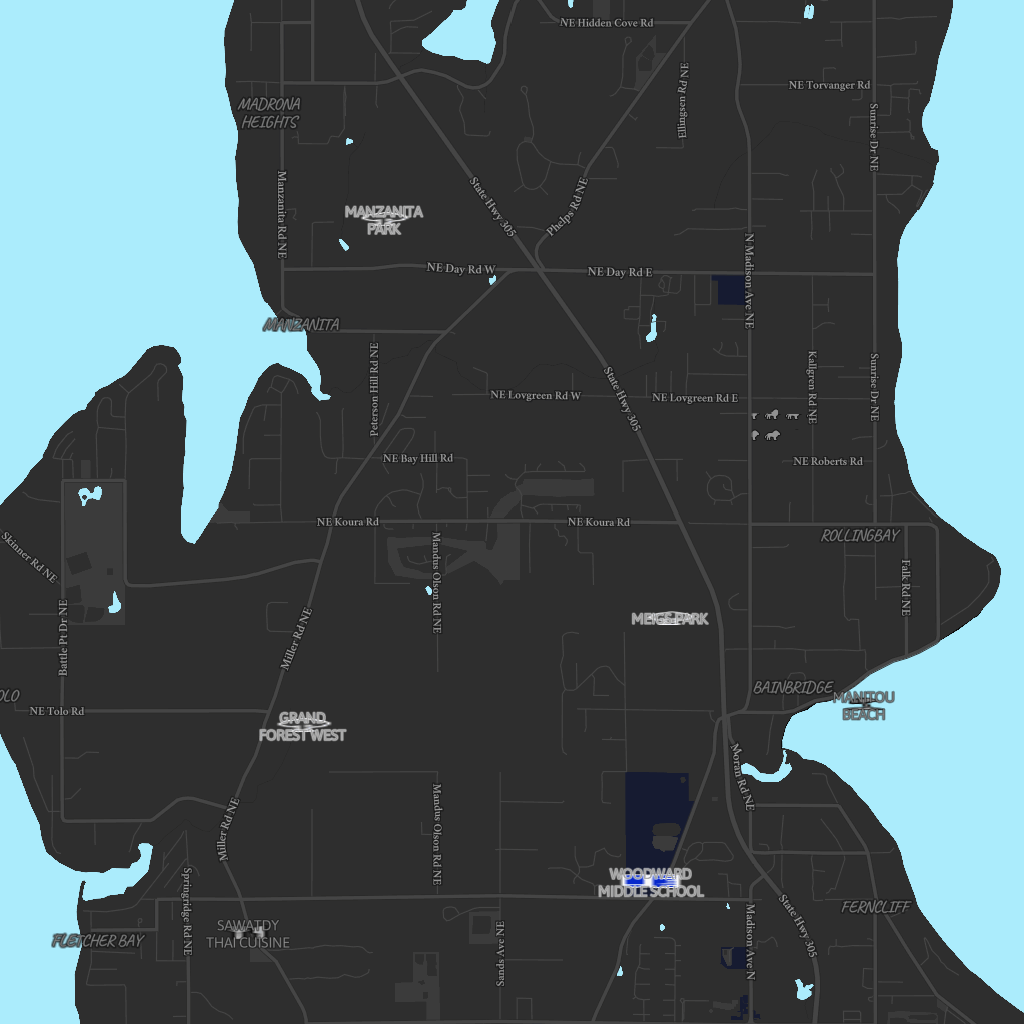 NE Hidden Cove Rd
Ellingsen Rd NE
NE Torvanger Rd
MADRONA
HEIGHTS
Sunrise Dr NE
Manzanita Rd NE
State Hwy 305
Phelps Rd NE
MANZANITA
PARK
N Madison Ave NE
NE Day Rd W
NE Day Rd E
MANZANITA
Peterson Hill Rd NE
State Hwy 305
Kallgren Rd NE
Sunrise Dr NE
NE Lovgreen Rd W
NE Lovgreen Rd E
NE Bay Hill Rd
NE Roberts Rd
NE Koura Rd
NE Koura Rd
ROLLINGBAY
Skinner Rd NE
Mandus Olson Rd NE
Falk Rd NE
Battle Pt Dr NE
Miller Rd NE
MEIGS PARK
OLO
BAINBRIDGE
MANITOU
BEACH
NE Tolo Rd
GRAND
FOREST WEST
Moran Rd NE
Miller Rd NE
Mandus Olson Rd NE
WOODWARD
MIDDLE SCHOOL
Springridge Rd NE
FERNCLIFF
SAWATDY
THAI CUISINE
FLETCHER BAY
Sands Ave NE
Madison Ave N
State Hwy 305